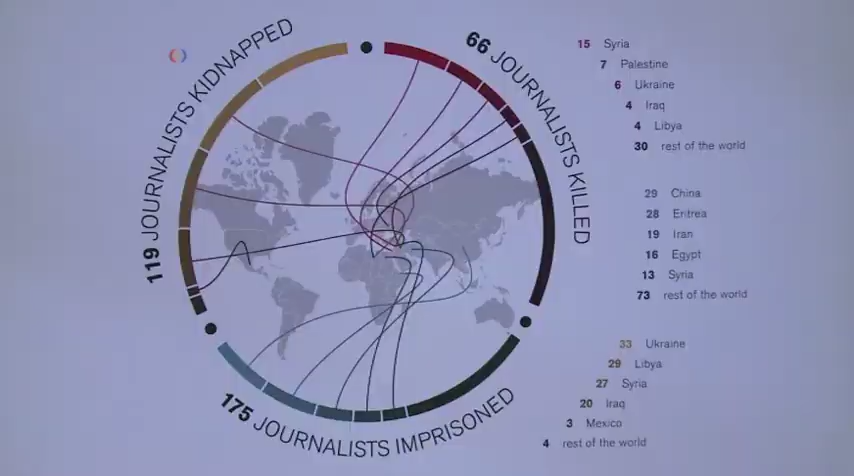 119 JOURNALISTS KIDNAPPED
66 JOURNALISTS KILLED
175 JOURNALISTS IMPRISONED
15 Syria
7 Palestine
6 Ukraine
4 Iraq
4 Libya
30 rest of the world
29 China
28 Eritrea
19 Iran
16 Egypt
13 Syria
73 rest of the world
33 Ukraine
29 Libya
27 Syria
20 Iraq
3 Mexico
4 rest of the world